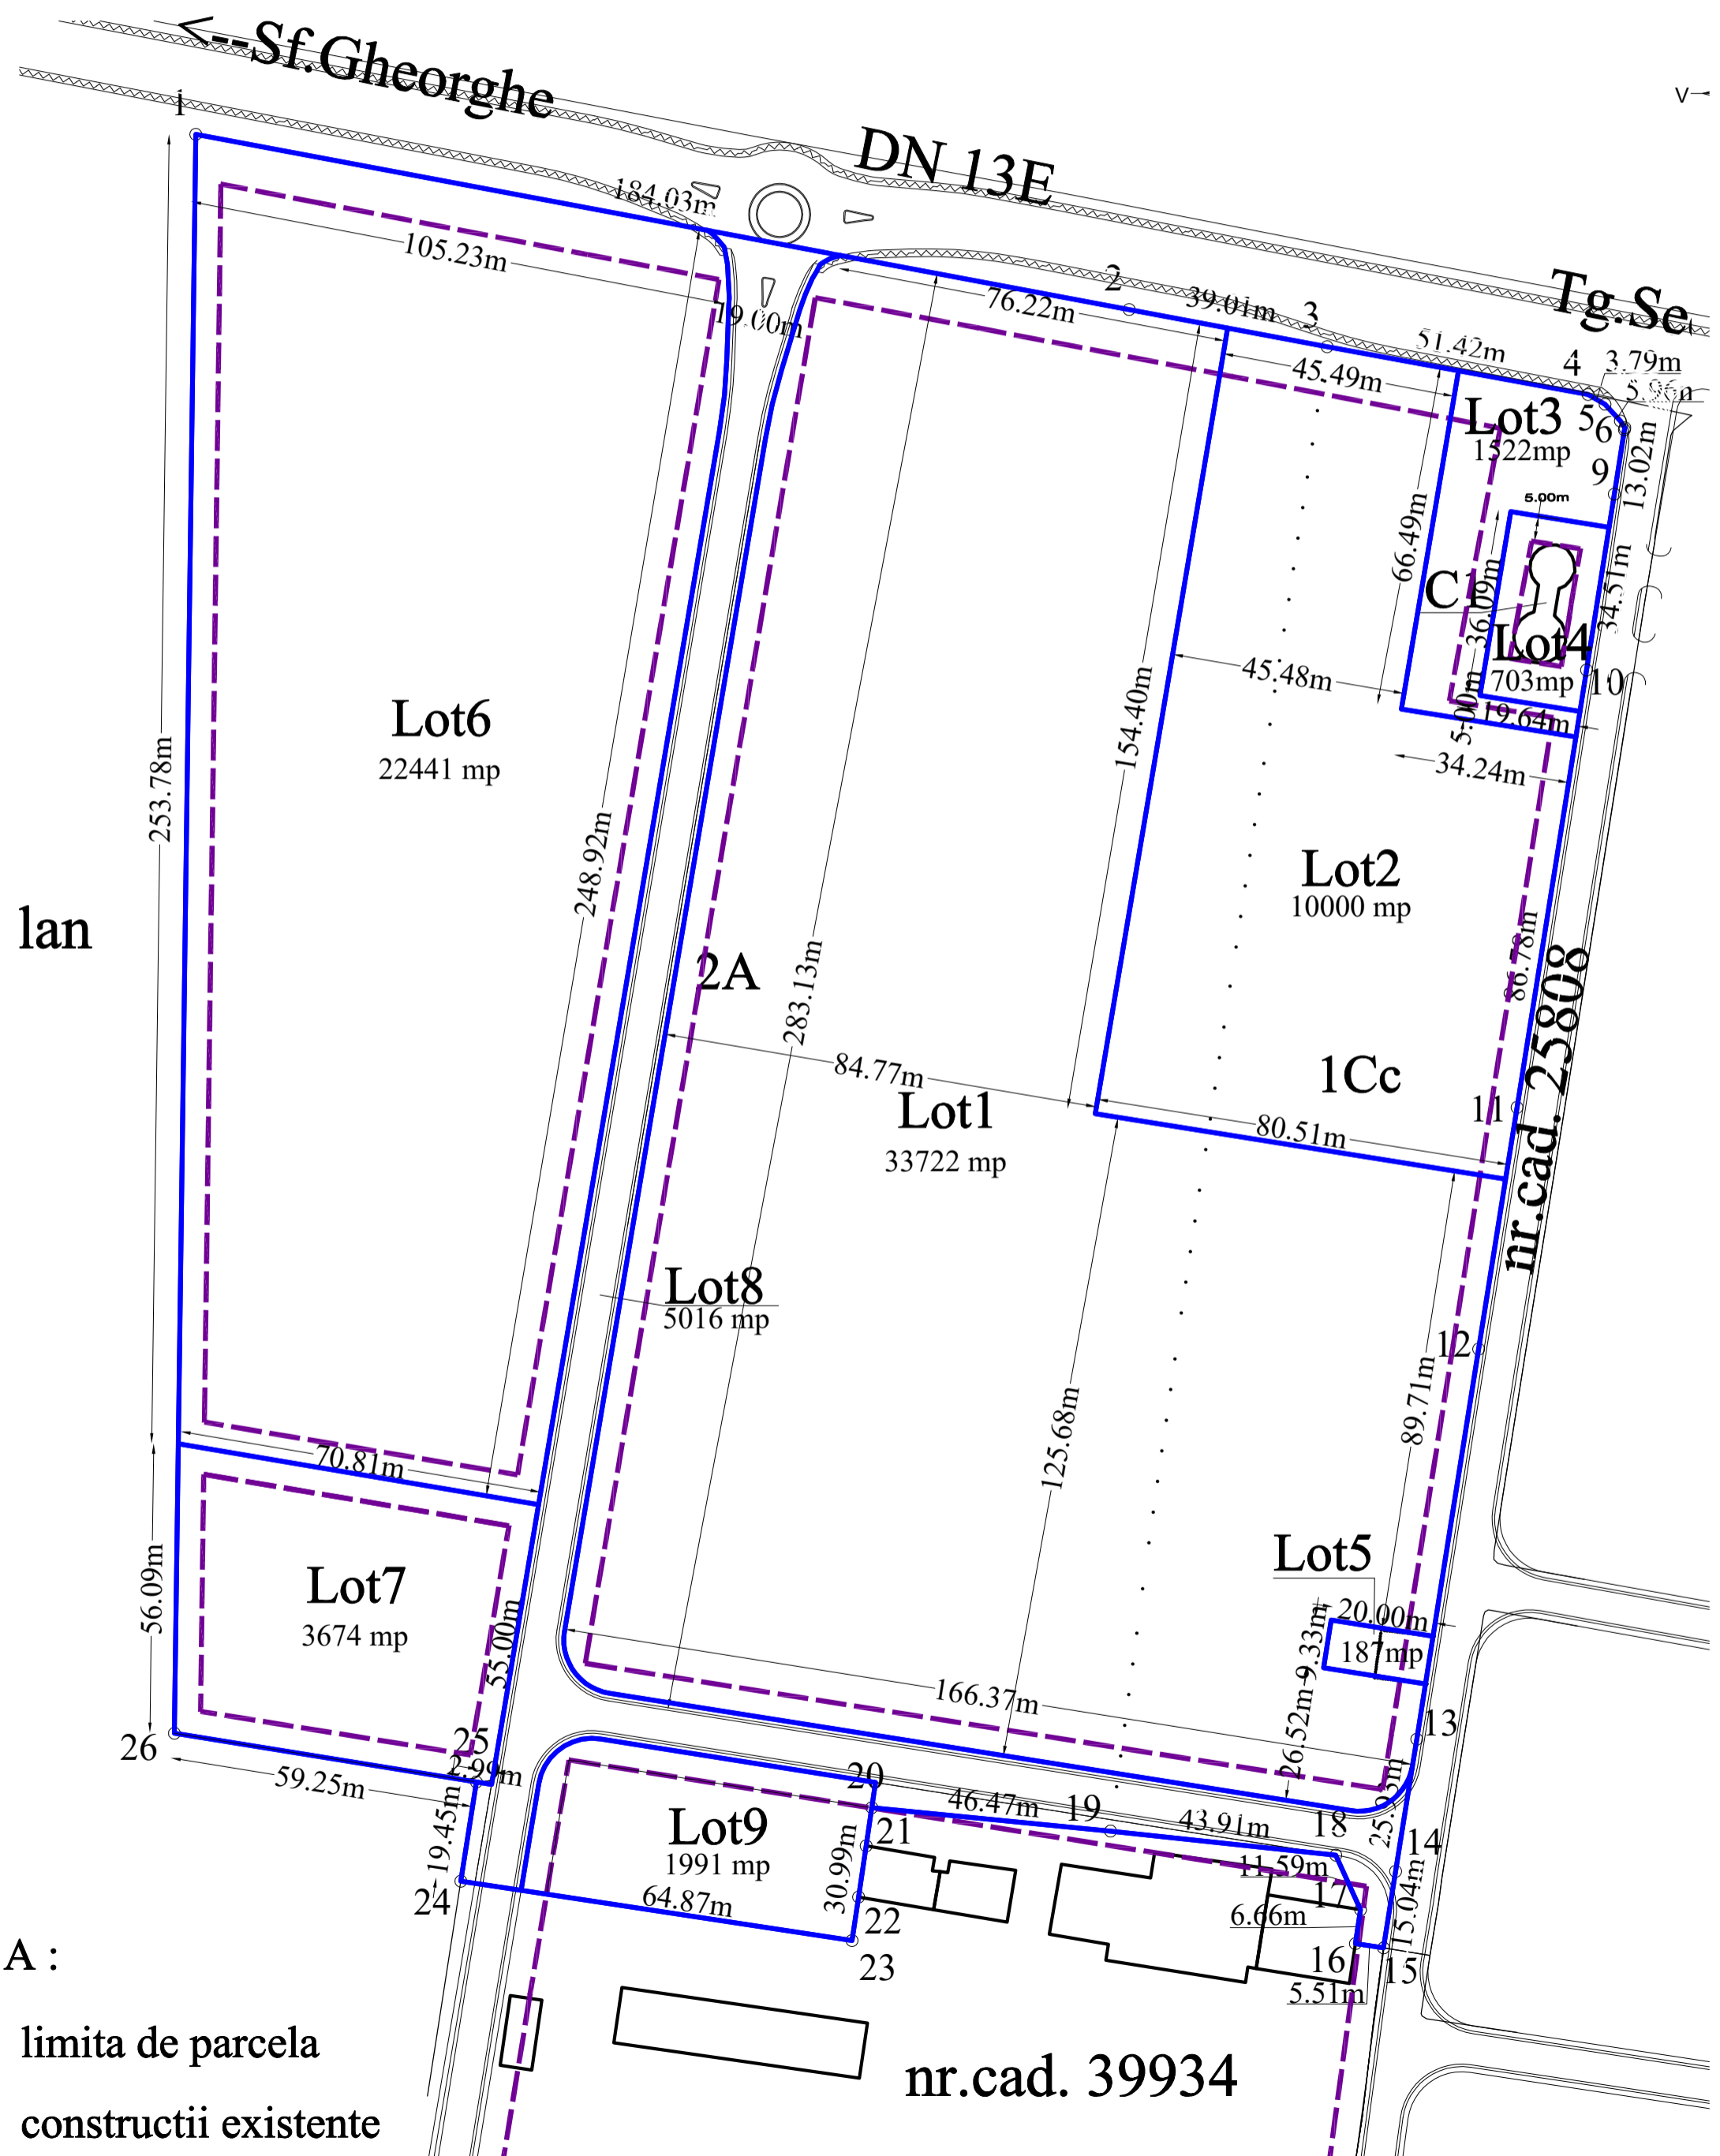 <--Sf.Gheorghe
DN 13E
V
1
184.03m
105.23m
19.00m
76.22m
2
39.01m
3
Tg.Se
51.42m
4
3.79m
5.96m
45.49m
Lot3
1522mp
5
6
9
13.02m
5.00m
66.49m
C1
36.09m
34.51m
Lot4
703mp
10
45.48m
5.00m
19.64m
34.24m
154.40m
Lot6
22441 mp
253.78m
248.92m
Lot2
10000 mp
lan
2A
283.13m
86.78m
nr.cad. 25808
84.77m
1Cc
Lot1
33722 mp
11
80.51m
Lot8
5016 mp
12
89.71m
125.68m
70.81m
Lot5
20.00m
187mp
9.33m
Lot7
3674 mp
56.09m
55.00m
166.37m
26.52m
13
26
25
2.99m
59.25m
20
46.47m
19
43.91m
18
14
19.45m
Lot9
1991 mp
21
30.99m
11.59m
17
15.04m
24
64.87m
22
6.66m
23
16
15
5.51m
A :
limita de parcela
nr.cad. 39934
constructii existente